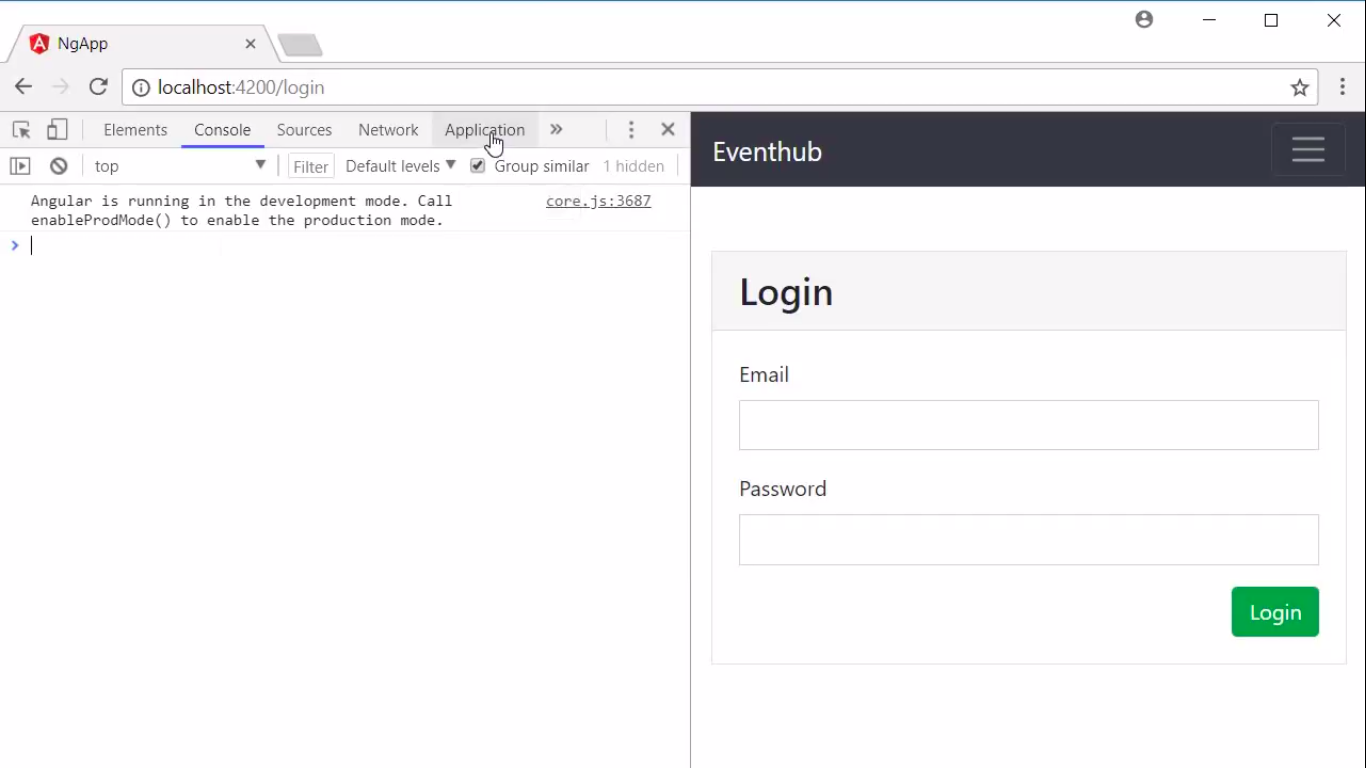 NgApp
localhost:4200/login
Elements Console Sources Network Application
top Filter Default levels Group similar 1 hidden
Angular is running in the development mode. Call core.js:3687
enableProdMode() to enable the production mode.
Eventhub
Login
Email
Password
Login